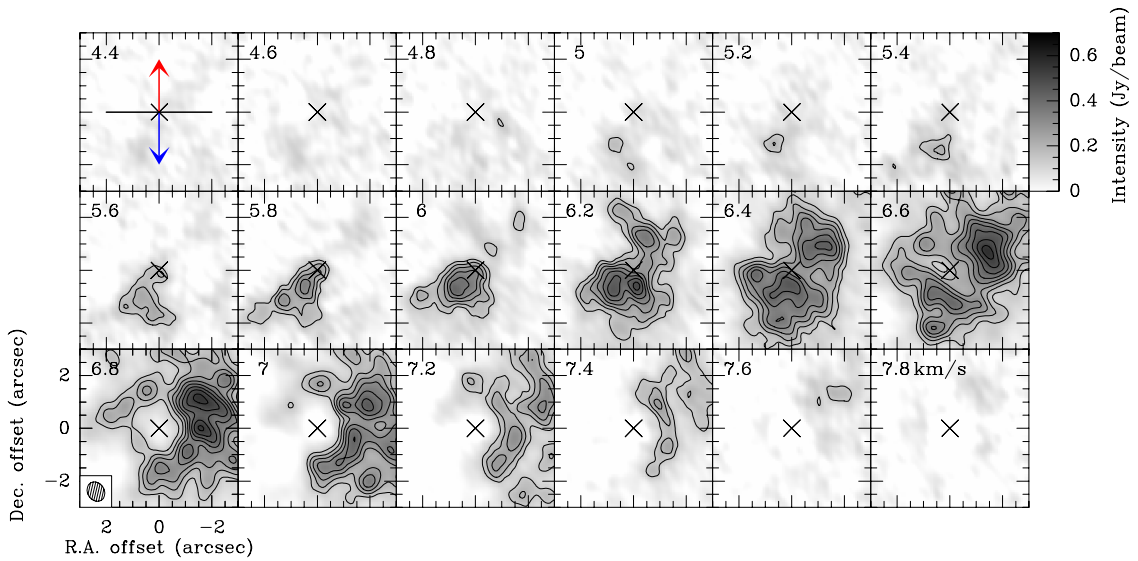 4.4 4.6 4.8 5 5.2 5.4
0.6
0.4
0.2
0
Intensity (Jy/beam)
5.6 5.8 6 6.2 6.4 6.6
6.8 7 7.2 7.4 7.6 7.8 km/s
2
0
−2
Dec. offset (arcsec)
2 0 −2
R.A. offset (arcsec)